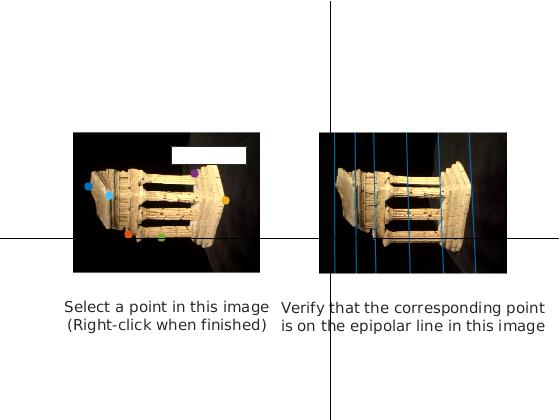 Select a point in this image
(Right-click when finished)
Verify that the corresponding point
is on the epipolar line in this image